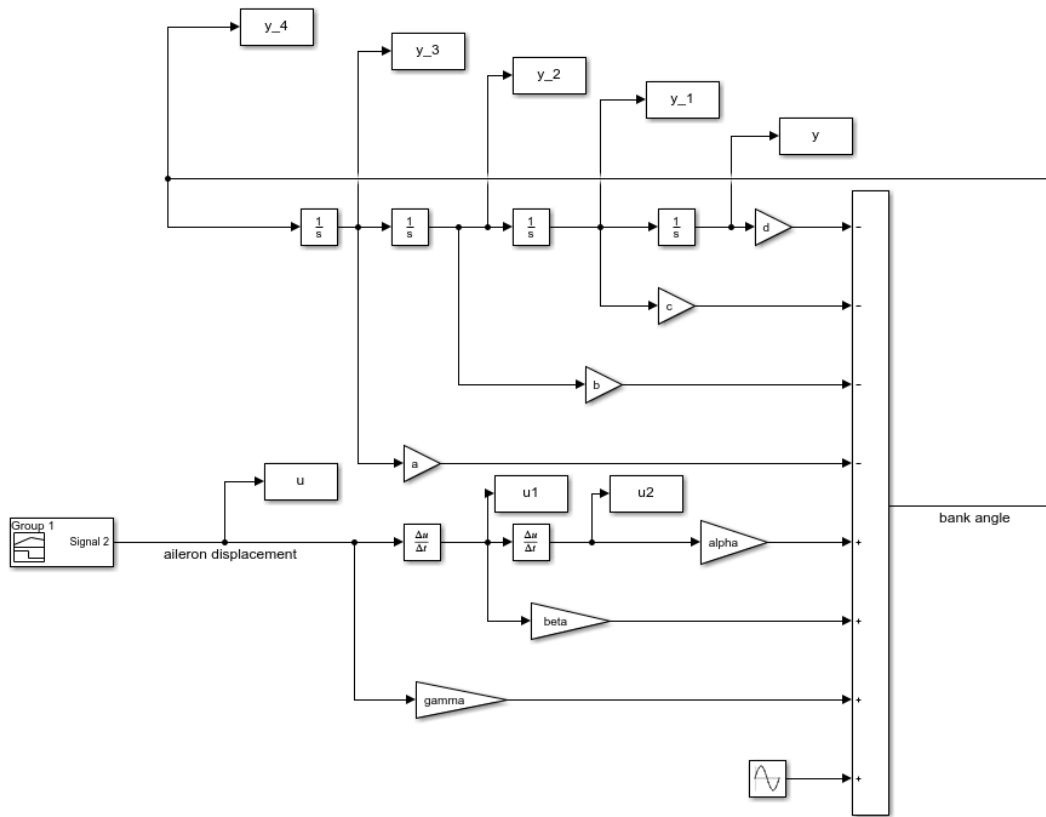 y_4
y_3
y_2
y_1
y
1
s
1
s
1
s
1
s
d
-
c
-
b
-
a
-
u
u1
u2
bank angle
Group 1
Signal 2
aileron displacement
Δu
Δt
Δu
Δt
alpha
+
beta
+
gamma
+
+